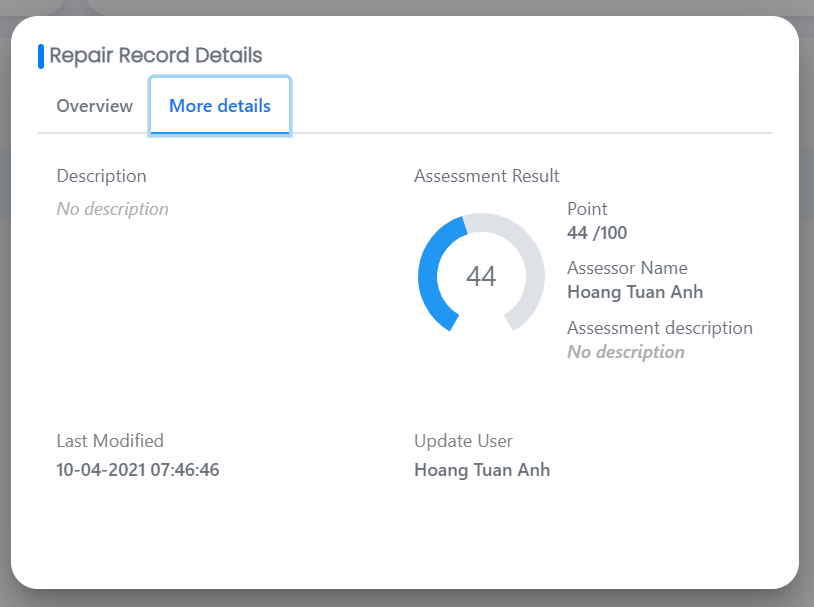 Repair Record Details
Overview
More details
Description
No description
Assessment Result
44
Point
44 /100
Assessor Name
Hoang Tuan Anh
Assessment description
No description
Last Modified
10-04-2021 07:46:46
Update User
Hoang Tuan Anh